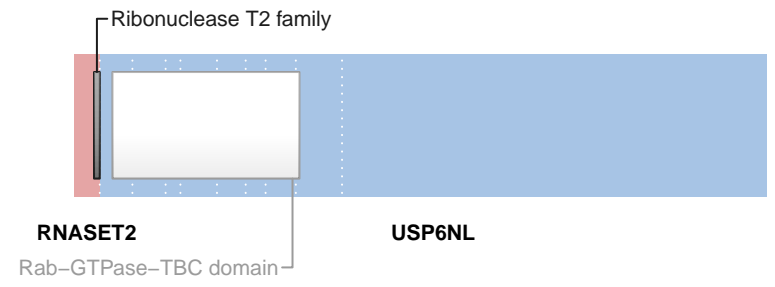 Ribonuclease T2 family
RNASET2 USP6NL
Rab−GTPase−TBC domain